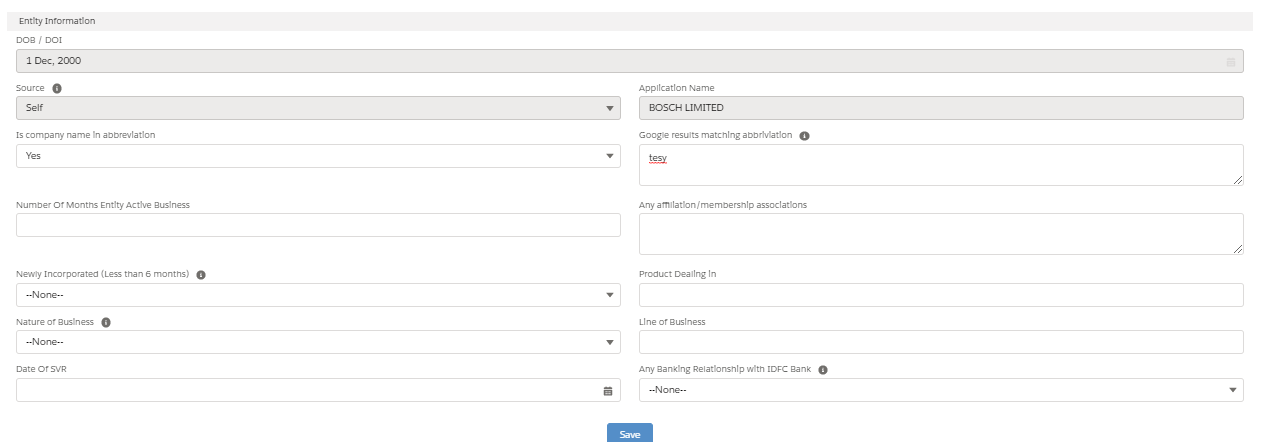 Entity Information
DOB / DOI
1 Dec, 2000
Source
Application Name
Self
BOSCH LIMITED
Is company name in abbreviation
Google results matching abbriviation
Yes
tesy
Number Of Months Entity Active Business
Any affiliation/membership associations
Newly Incorporated (Less than 6 months)
Product Dealing in
--None--
Nature of Business
Line of Business
--None--
Date Of SVR
Any Banking Relationship with IDFC Bank
--None--
Save